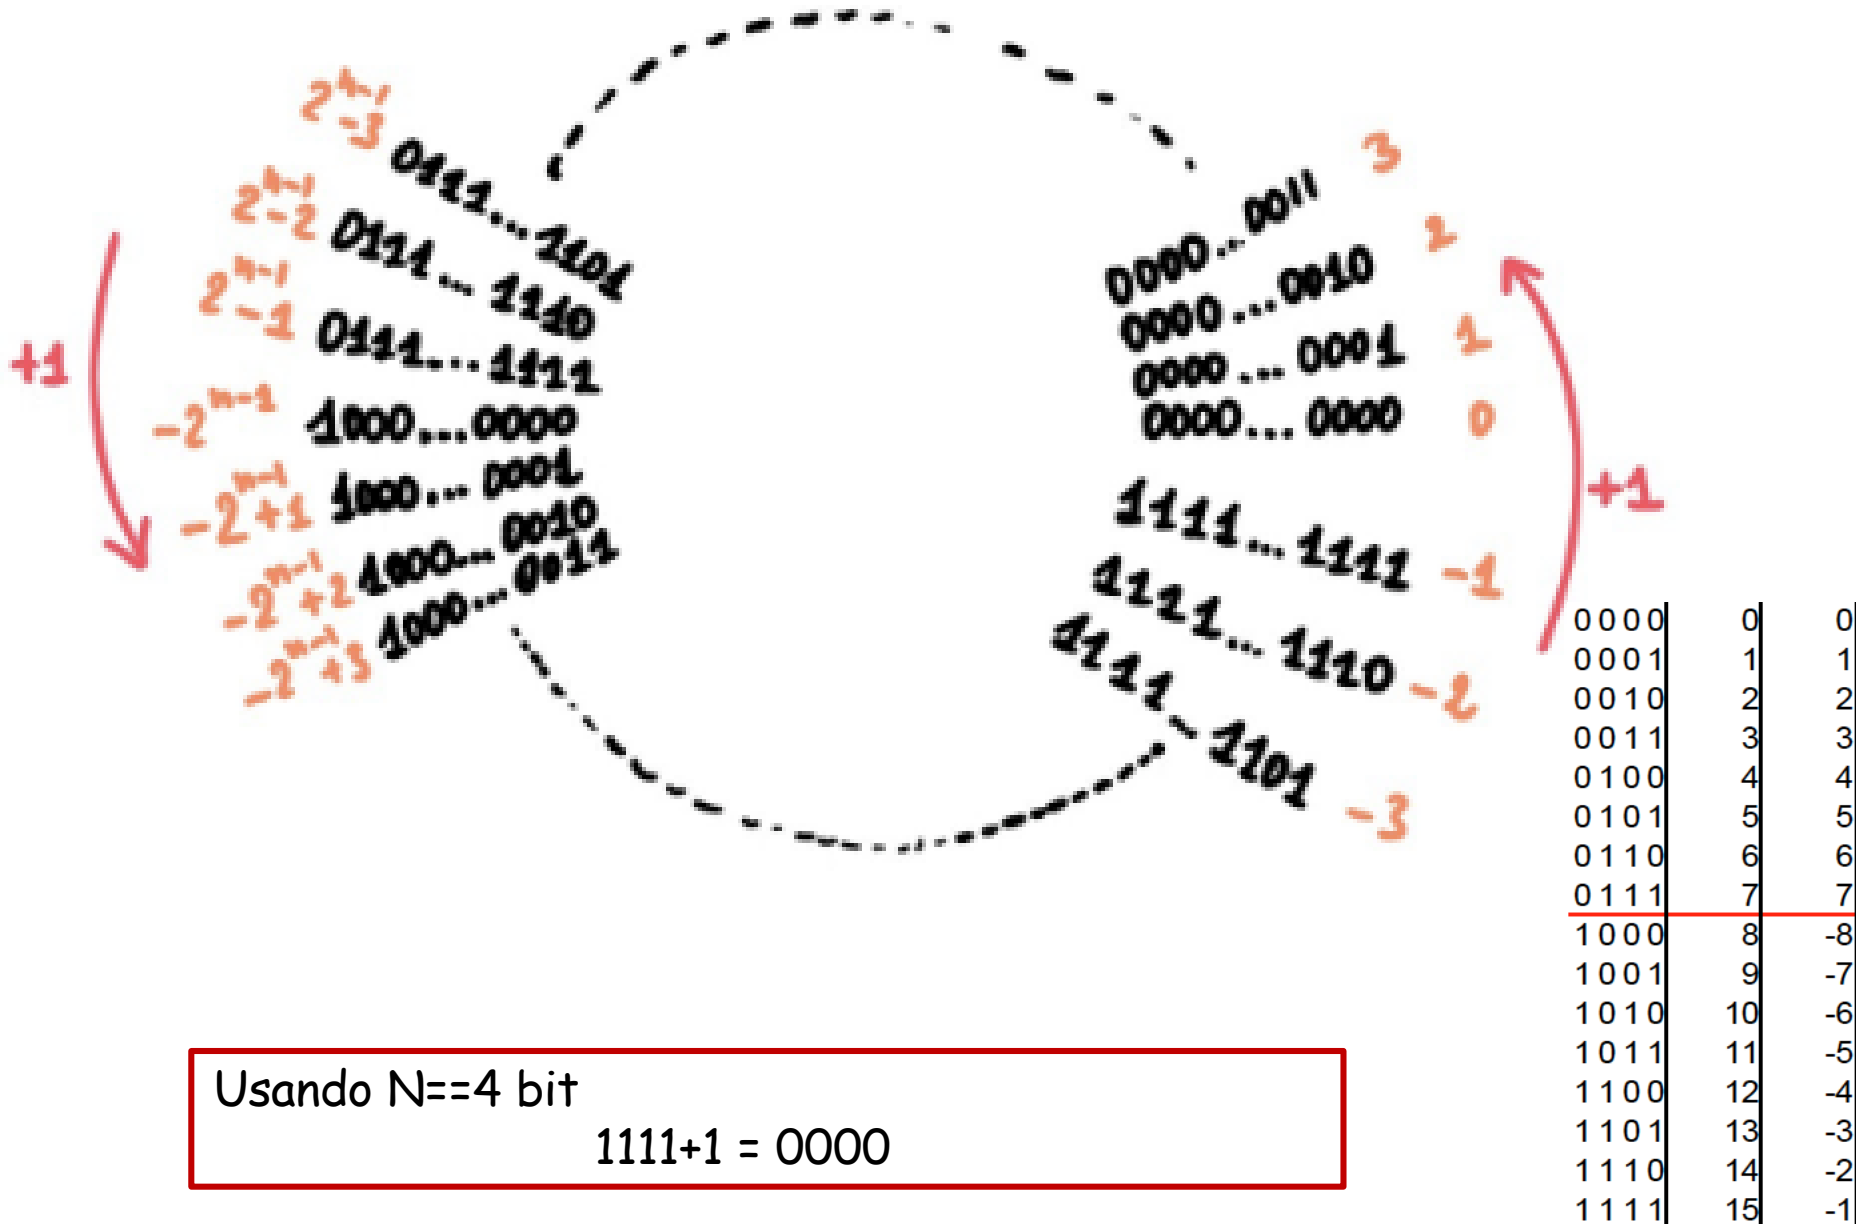 2^n-1 -3 0111...1101
2^n-1 -2 0111...1110
2^n-1 -1 0111...1111
-2^n-1 1000...0000
-2^n-1 +1 1000...0001
-2^n-1 +2 1000...0010
-2^n-1 +3 1000...0011
+1
0000...0011 3
0000...0010 2
0000...0001 1
0000...0000 0
1111...1111 -1
1111...1110 -2
1111...1101 -3
+1
0000 0 0
0001 1 1
0010 2 2
0011 3 3
0100 4 4
0101 5 5
0110 6 6
0111 7 7
1000 8 -8
1001 9 -7
1010 10 -6
1011 11 -5
1100 12 -4
1101 13 -3
1110 14 -2
1111 15 -1
Usando N==4 bit
1111+1 = 0000